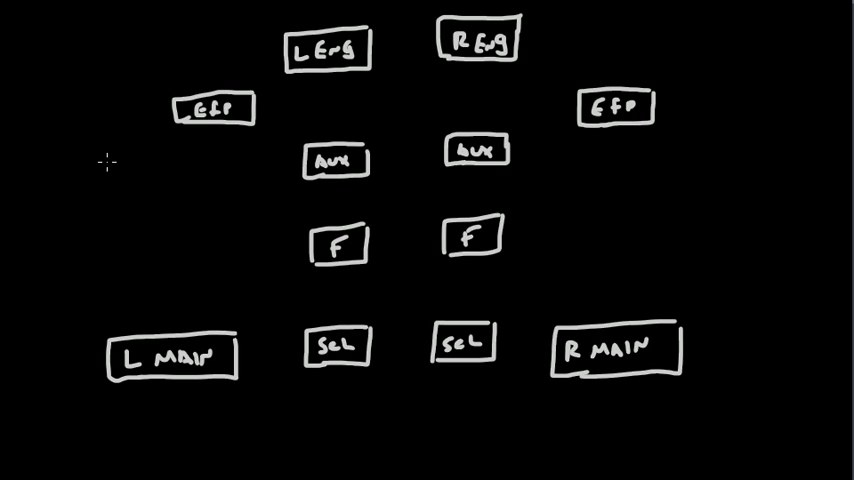 L ENG
R ENG
EFP
EFP
AUX
AUX
F
F
L MAIN
SEL
SEL
R MAIN